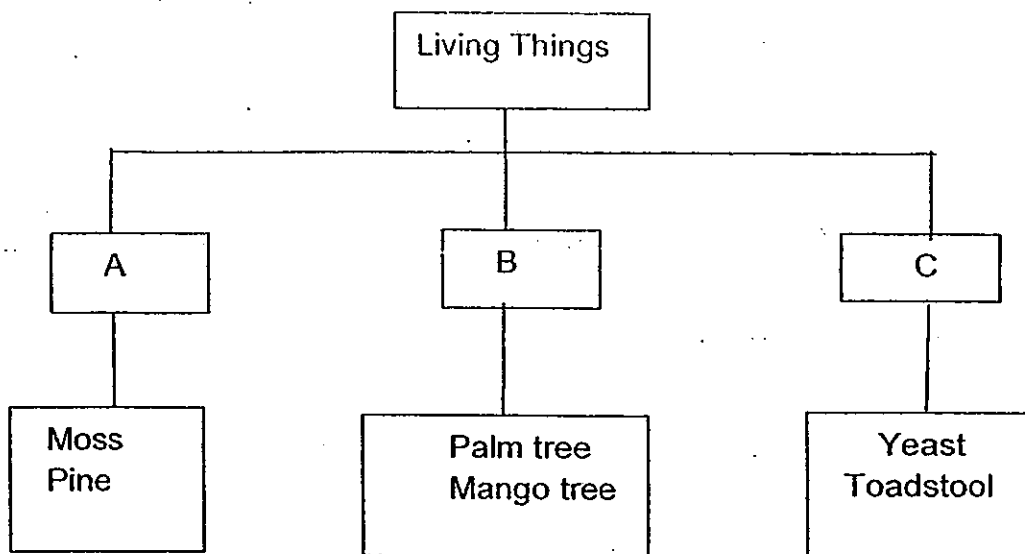 Living Things
A
B
C
Moss
Pine
Palm tree
Mango tree
Yeast
Toadstool